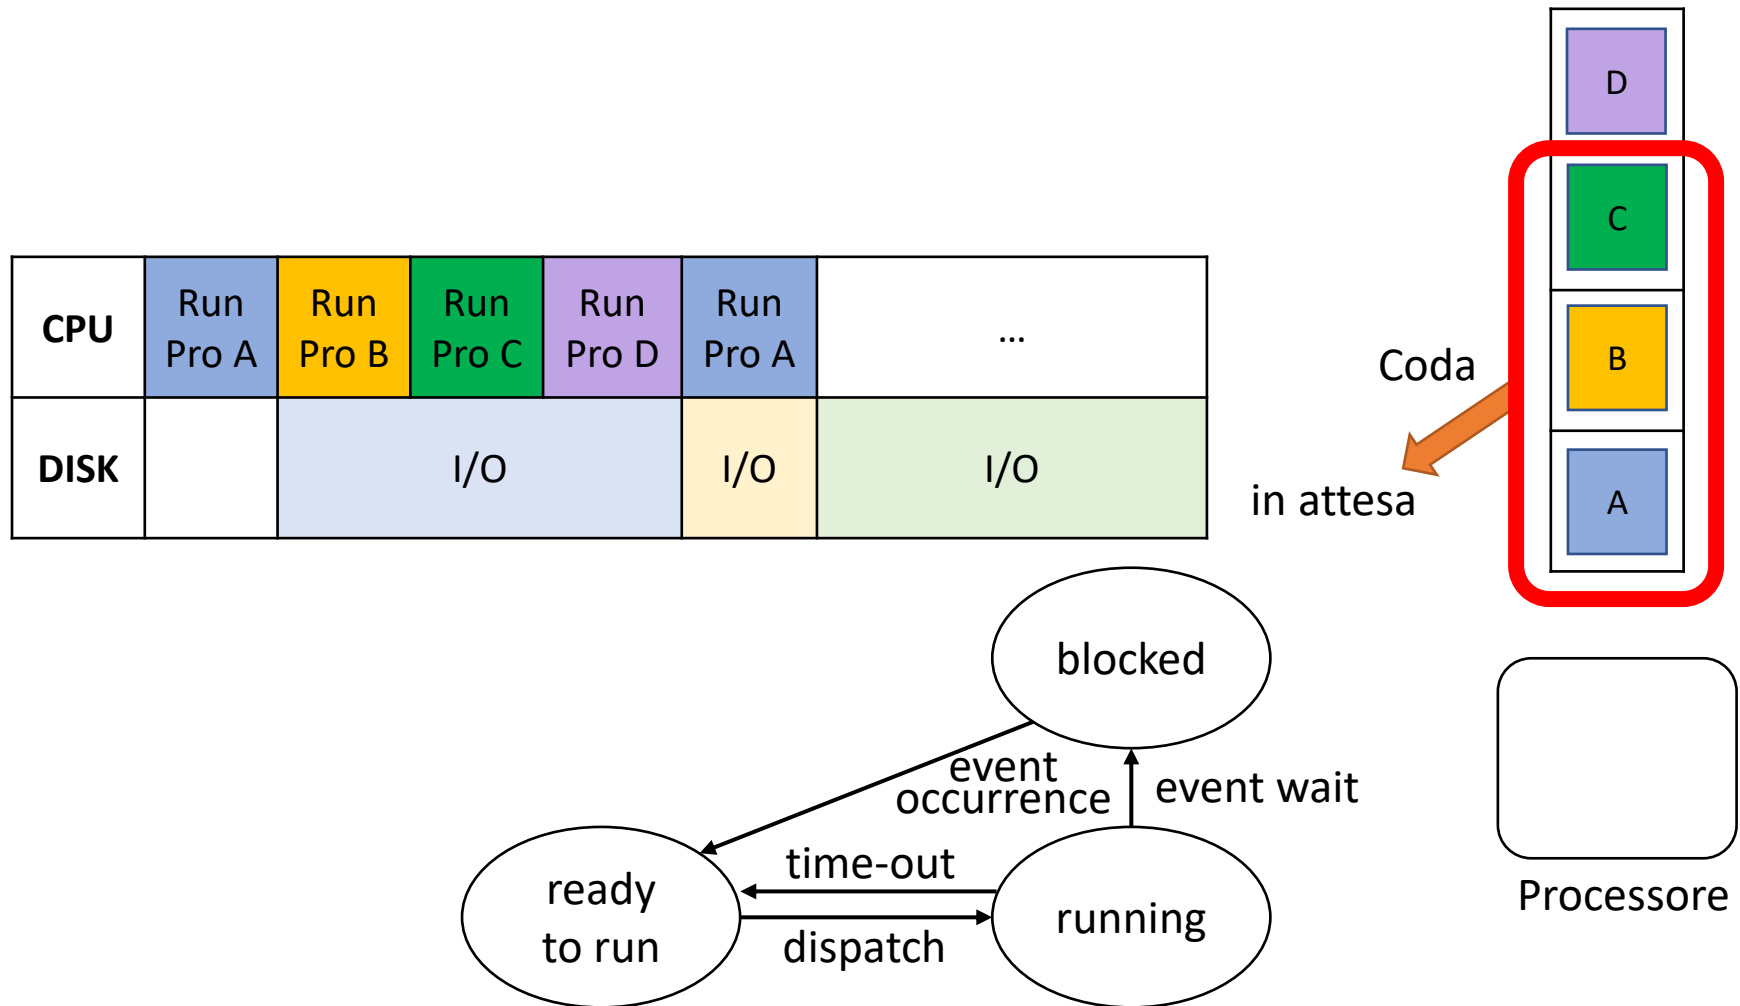 D
C
B
A
CPU
Run
Pro A
Run
Pro B
Run
Pro C
Run
Pro D
Run
Pro A
...
DISK
I/O
I/O
I/O
Coda
in attesa
blocked
event
occurrence
event wait
time-out
ready
to run
dispatch
running
Processore